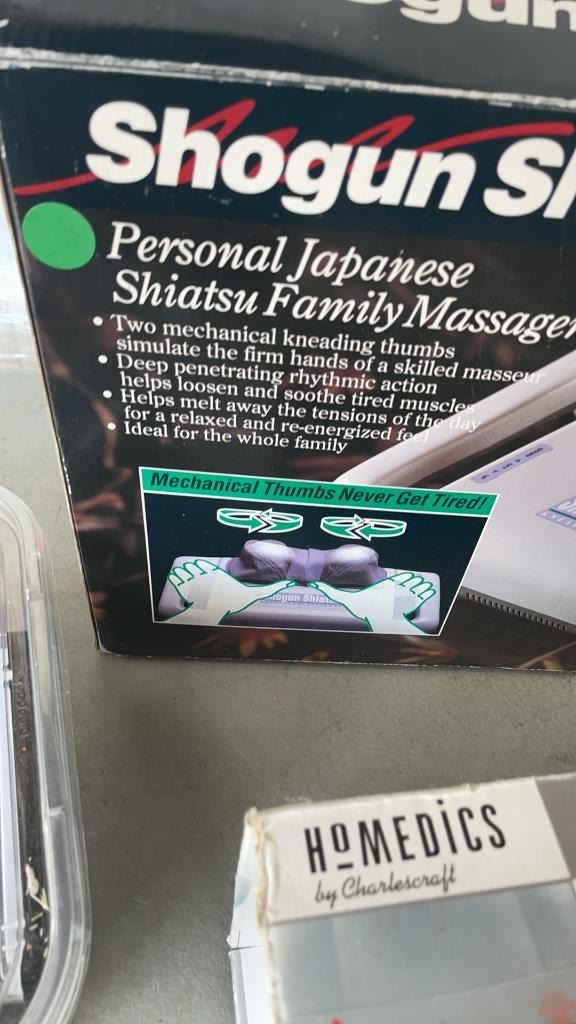 Shogun
Personal Japanese
Shiatsu Family Massager
• Two mechanical kneading thumbs
simulate the firm hands of a skilled masseur
• Deep penetrating rhythmic action
helps loosen and soothe tired muscles
• Helps melt away the tensions of the day
for a relaxed and re-energized feel
• Ideal for the whole family
Mechanical Thumbs Never Get Tired!
HoMEDiCS
by Charlescraft